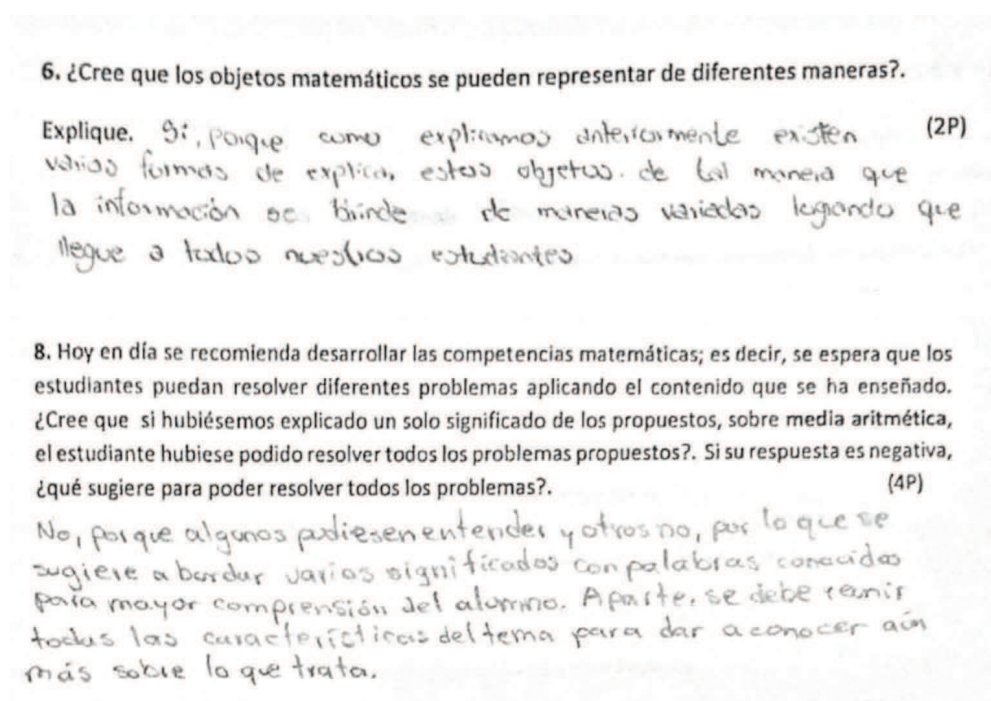 6. ¿Cree que los objetos matemáticos se pueden representar de diferentes maneras?.
Explique. Si, porque como explicamos anteriormente existen (2P)
varias formas de explicar estos objetos. de tal manera que
la información se brinde de maneras variadas logando que
llegue a todos nuestros estudiantes
8. Hoy en día se recomienda desarrollar las competencias matemáticas; es decir, se espera que los
estudiantes puedan resolver diferentes problemas aplicando el contenido que se ha enseñado.
¿Cree que si hubiésemos explicado un solo significado de los propuestos, sobre media aritmética,
el estudiante hubiese podido resolver todos los problemas propuestos?. Si su respuesta es negativa,
¿qué sugiere para poder resolver todos los problemas?. (4P)
No, porque algunos pudiesen entender y otros no, por lo que se
sugiere abordar varios significados con palabras conocidas
para mayor comprensión del alumno. Aparte, se debe reunir
todas las características del tema para dar a conocer aún
más sobre lo que trata.